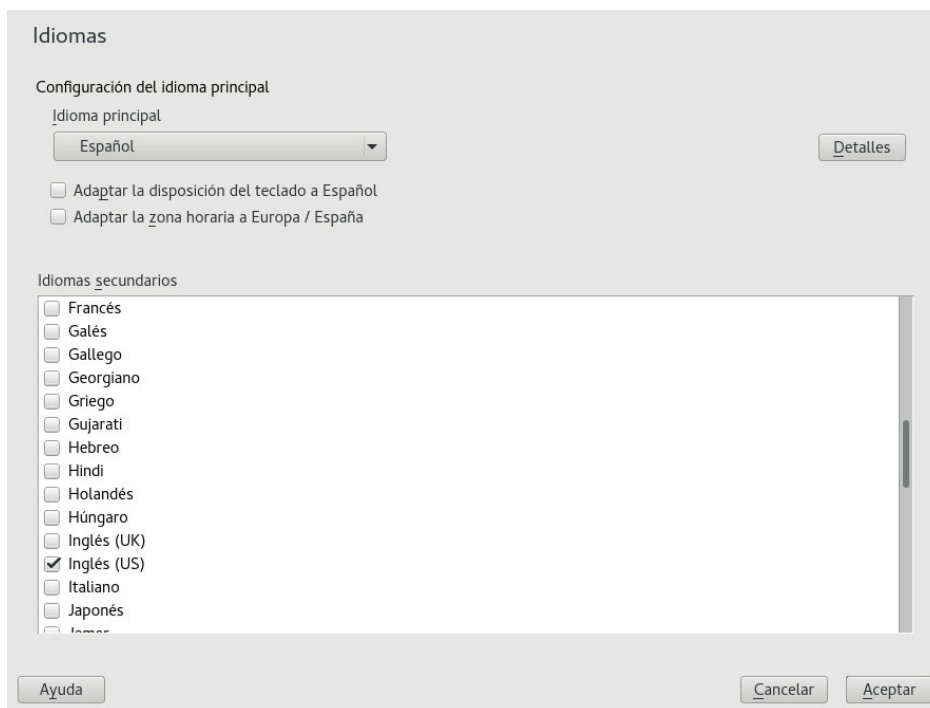 Idiomas
Configuración del idioma principal
Idioma principal
Español
Detalles
Adaptar la disposición del teclado a Español
Adaptar la zona horaria a Europa / España
Idiomas secundarios
Francés
Galés
Gallego
Georgiano
Griego
Gujarati
Hebreo
Hindi
Holandés
Húngaro
Inglés (UK)
Inglés (US)
Italiano
Japonés
Ayuda
Cancelar
Aceptar